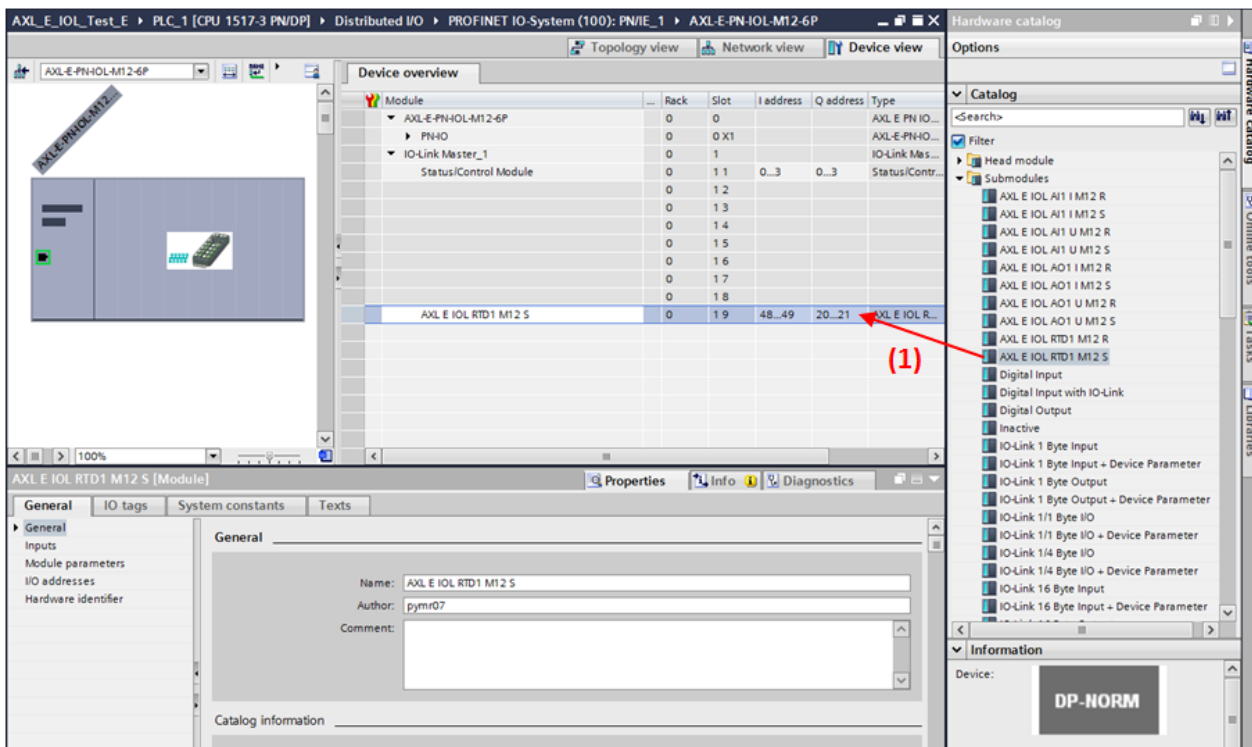 AXL_E_IOL_Test_E ▸ PLC_1 [CPU 1517-3 PN/DP] ▸ Distributed I/O ▸ PROFINET IO-System (100): PN/IE_1 ▸ AXL-E-PN-IOL-M12-6P
Topology view Network view Device view
AXL-E-PN-IOL-M12-6P
AXL-E-PN-IOL-M12...
Device overview
Module ... Rack Slot I address Q address Type
AXL-E-PN-IOL-M12-6P 0 0 AXL E PN IO...
PN-IO 0 0 X1 AXL-E-PN-IO...
IO-Link Master_1 0 1 IO-Link Mas...
Status/Control Module 0 1 1 0...3 0...3 Status/Contr...
0 1 2
0 1 3
0 1 4
0 1 5
0 1 6
0 1 7
0 1 8
AXL E IOL RTD1 M12 S 0 1 9 48...49 20...21 AXL E IOL R...
(1)
100%
AXL E IOL RTD1 M12 S [Module]
Properties Info Diagnostics
General IO tags System constants Texts
General
Inputs
Module parameters
I/O addresses
Hardware identifier
General
Name: AXL E IOL RTD1 M12 S
Author: pymr07
Comment:
Catalog information
Hardware catalog
Options
Catalog
<Search>
Filter
Head module
Submodules
AXL E IOL AI1 I M12 R
AXL E IOL AI1 I M12 S
AXL E IOL AI1 U M12 R
AXL E IOL AI1 U M12 S
AXL E IOL AO1 I M12 R
AXL E IOL AO1 I M12 S
AXL E IOL AO1 U M12 R
AXL E IOL AO1 U M12 S
AXL E IOL RTD1 M12 R
AXL E IOL RTD1 M12 S
Digital Input
Digital Input with IO-Link
Digital Output
Inactive
IO-Link 1 Byte Input
IO-Link 1 Byte Input + Device Parameter
IO-Link 1 Byte Output
IO-Link 1 Byte Output + Device Parameter
IO-Link 1/1 Byte I/O
IO-Link 1/1 Byte I/O + Device Parameter
IO-Link 1/4 Byte I/O
IO-Link 1/4 Byte I/O + Device Parameter
IO-Link 16 Byte Input
IO-Link 16 Byte Input + Device Parameter
Information
Device:
DP-NORM
Hardware catalog
Online tools
Tasks
Libraries